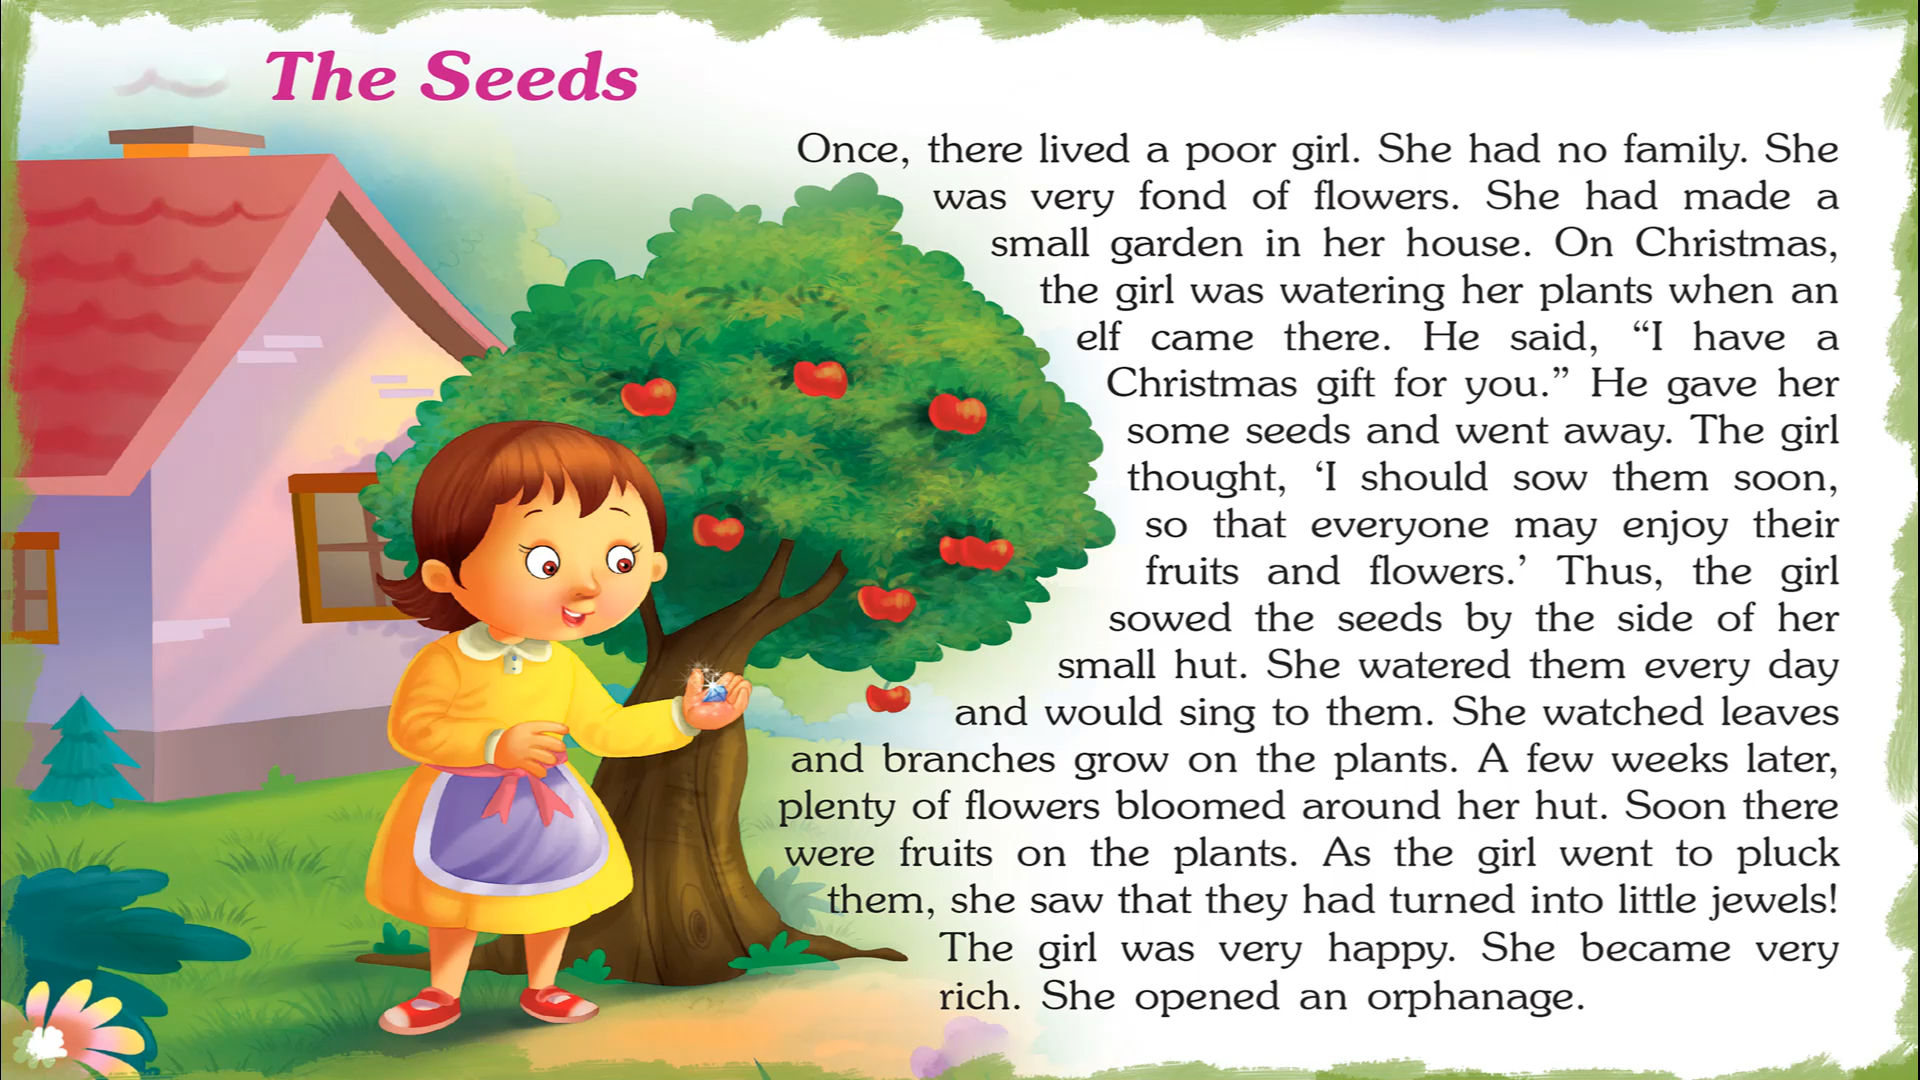 The Seeds
Once, there lived a poor girl. She had no family. She
was very fond of flowers. She had made a
small garden in her house. On Christmas,
the girl was watering her plants when an
elf came there. He said, “I have a
Christmas gift for you.” He gave her
some seeds and went away. The girl
thought, ‘I should sow them soon,
so that everyone may enjoy their
fruits and flowers.’ Thus, the girl
sowed the seeds by the side of her
small hut. She watered them every day
and would sing to them. She watched leaves
and branches grow on the plants. A few weeks later,
plenty of flowers bloomed around her hut. Soon there
were fruits on the plants. As the girl went to pluck
them, she saw that they had turned into little jewels!
The girl was very happy. She became very
rich. She opened an orphanage.